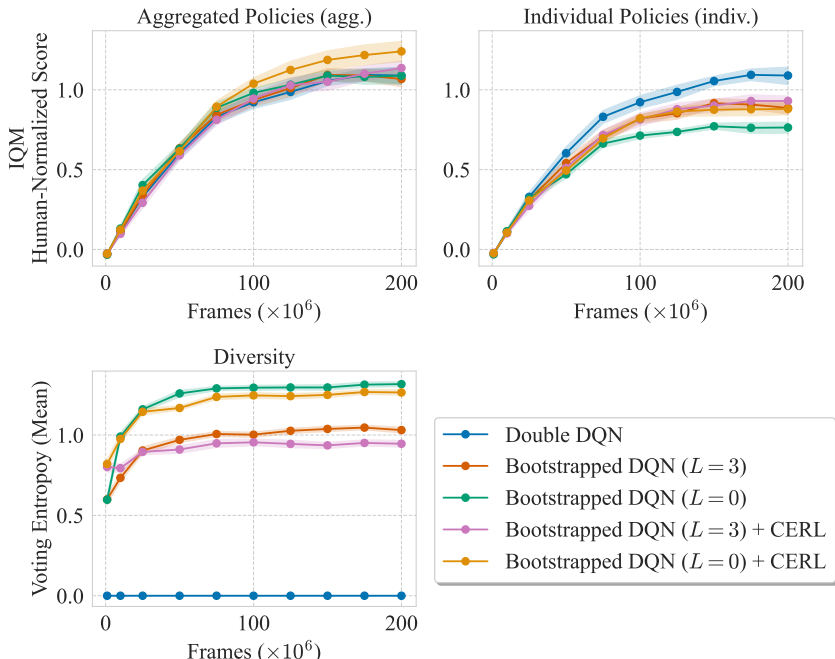 Aggregated Policies (agg.)
IQM
Human-Normalized Score
1.0
0.5
0.0
0
100
200
Frames (×10⁶)
Individual Policies (indiv.)
1.0
0.5
0.0
0
100
200
Frames (×10⁶)
Diversity
Voting Entropoy (Mean)
1.0
0.5
0.0
0
100
200
Frames (×10⁶)
Double DQN
Bootstrapped DQN (L = 3)
Bootstrapped DQN (L = 0)
Bootstrapped DQN (L = 3) + CERL
Bootstrapped DQN (L = 0) + CERL